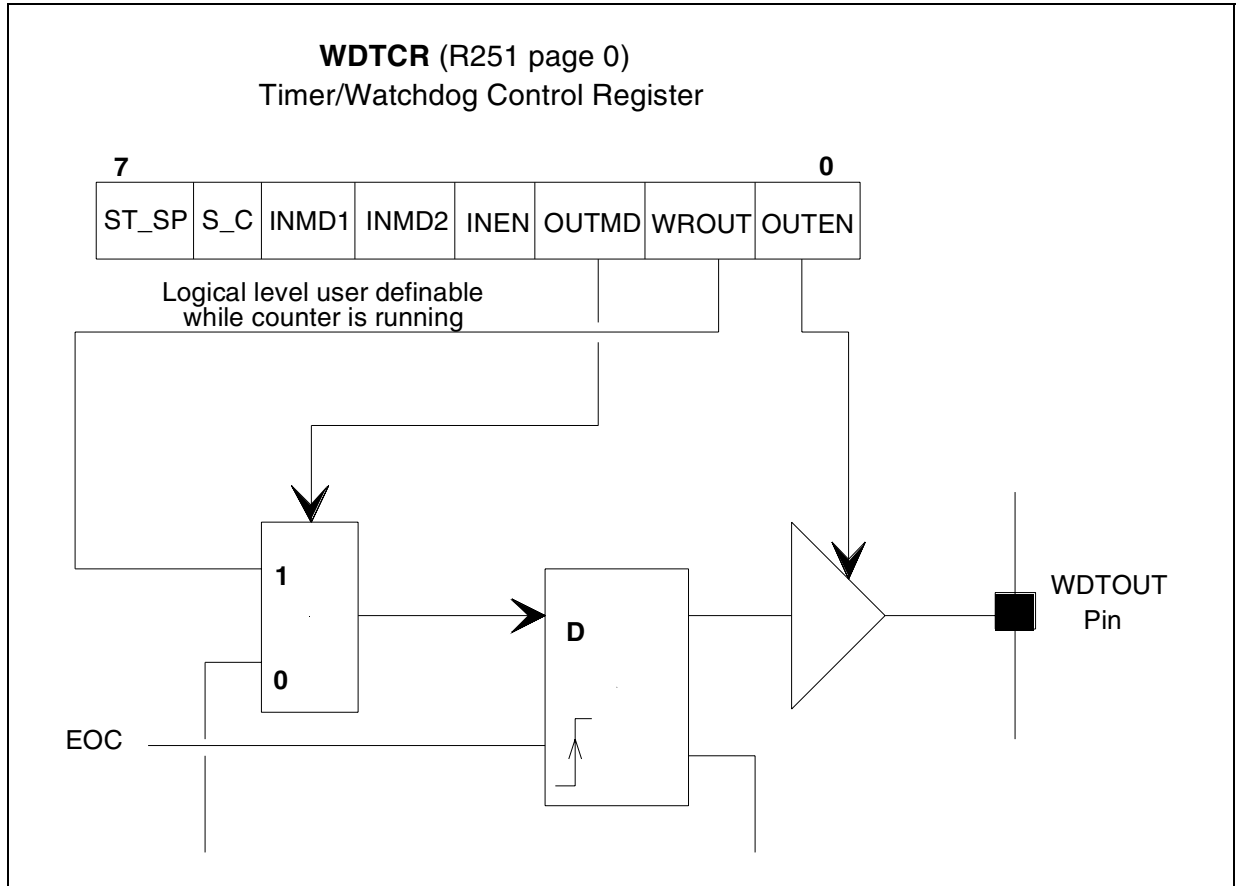 WDTCR (R251 page 0)
Timer/Watchdog Control Register
7 0
ST_SP S_C INMD1 INMD2 INEN OUTMD WROUT OUTEN
Logical level user definable
while counter is running
1
0
D
EOC
WDTOUT
Pin